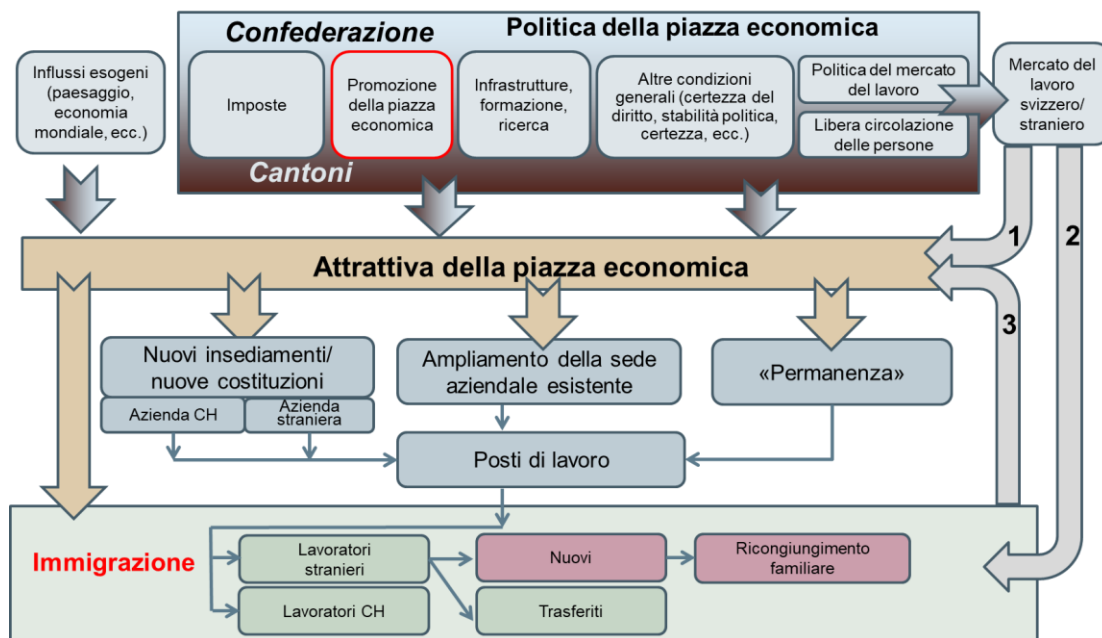 Confederazione
Politica della piazza economica
Influssi esogeni
(paesaggio,
economia
mondiale, ecc.)
Imposte
Promozione
della piazza
economica
Infrastrutture,
formazione,
ricerca
Altre condizioni
generali (certezza del
diritto, stabilità politica,
certezza, ecc.)
Politica del mercato
del lavoro
Libera circolazione
delle persone
Mercato del
lavoro
svizzero/
straniero
Cantoni
1
2
3
Attrattiva della piazza economica
Nuovi insediamenti/
nuove costituzioni
Azienda CH
Azienda
straniera
Ampliamento della sede
aziendale esistente
«Permanenza»
Posti di lavoro
Immigrazione
Lavoratori
stranieri
Nuovi
Ricongiungimento
familiare
Lavoratori CH
Trasferiti